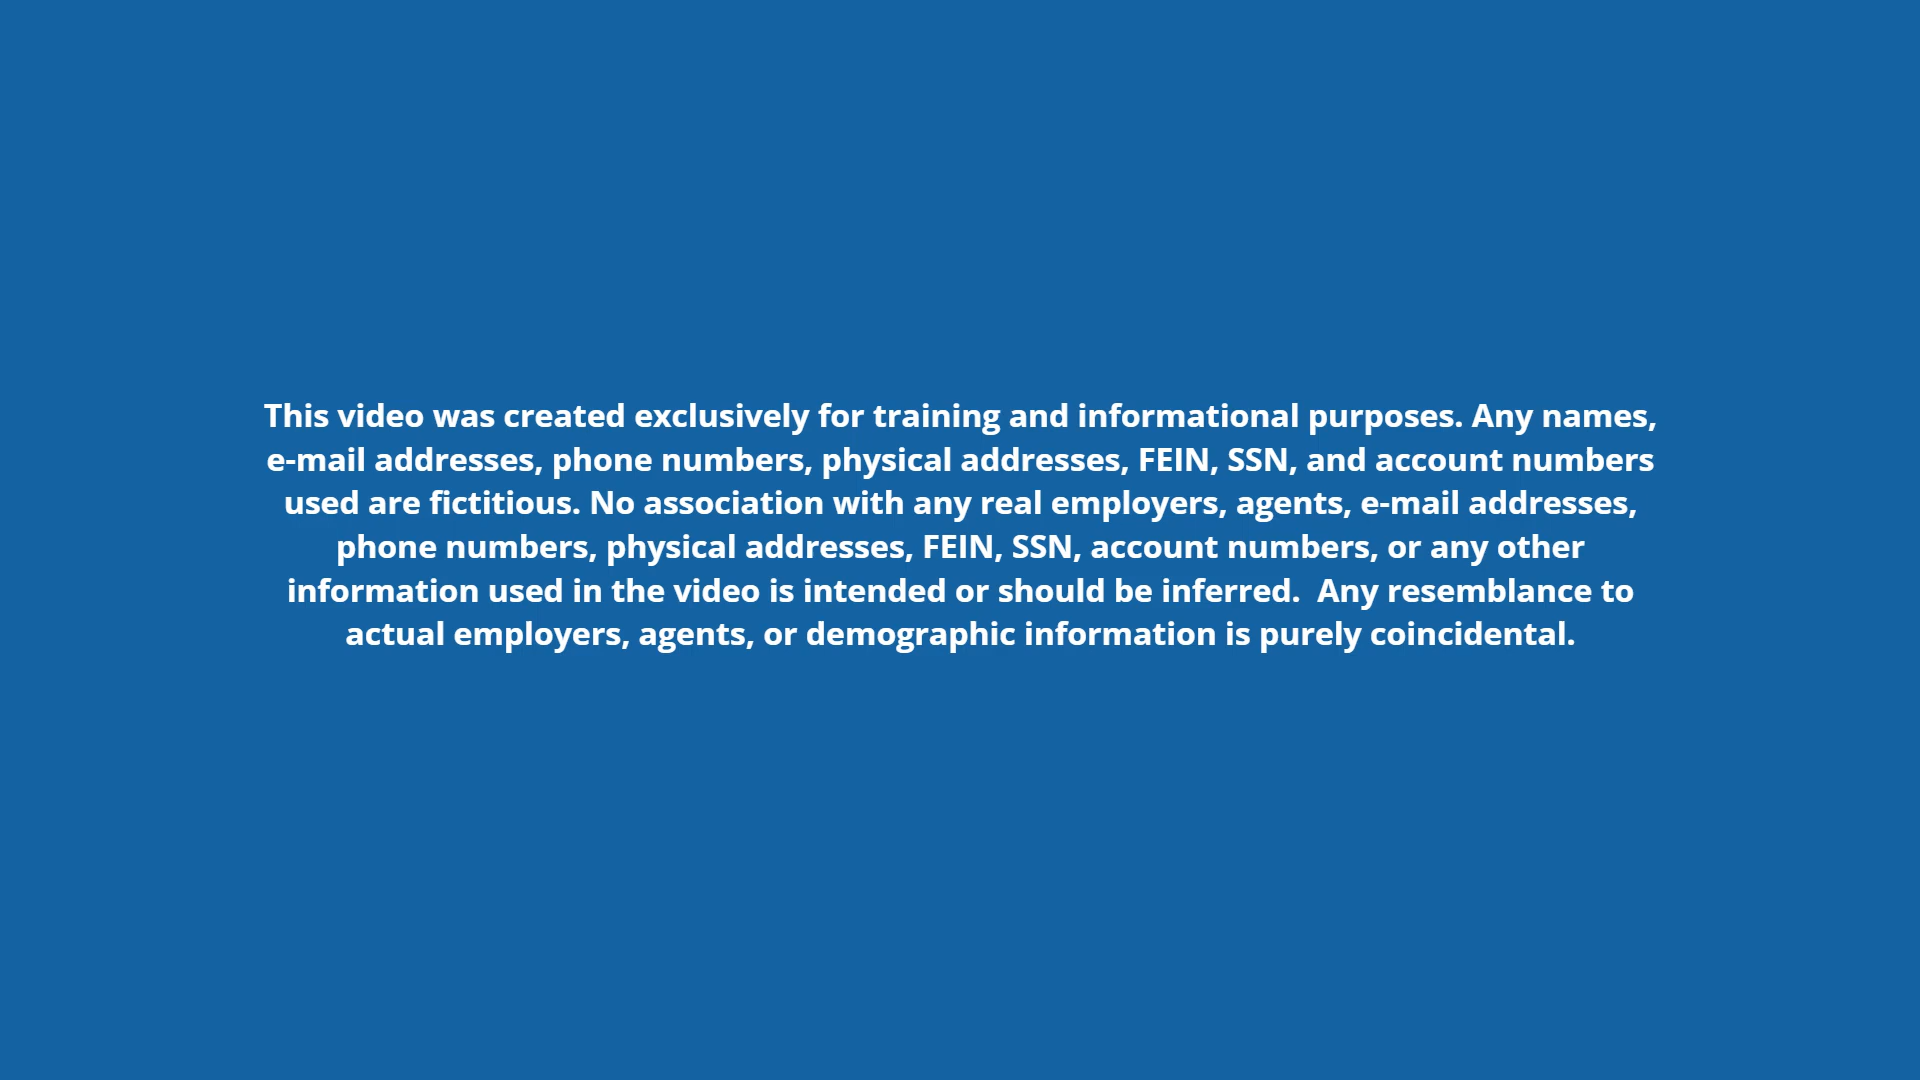 This video was created exclusively for training and informational purposes. Any names,
e-mail addresses, phone numbers, physical addresses, FEIN, SSN, and account numbers
used are fictitious. No association with any real employers, agents, e-mail addresses,
phone numbers, physical addresses, FEIN, SSN, account numbers, or any other
information used in the video is intended or should be inferred.  Any resemblance to
actual employers, agents, or demographic information is purely coincidental.